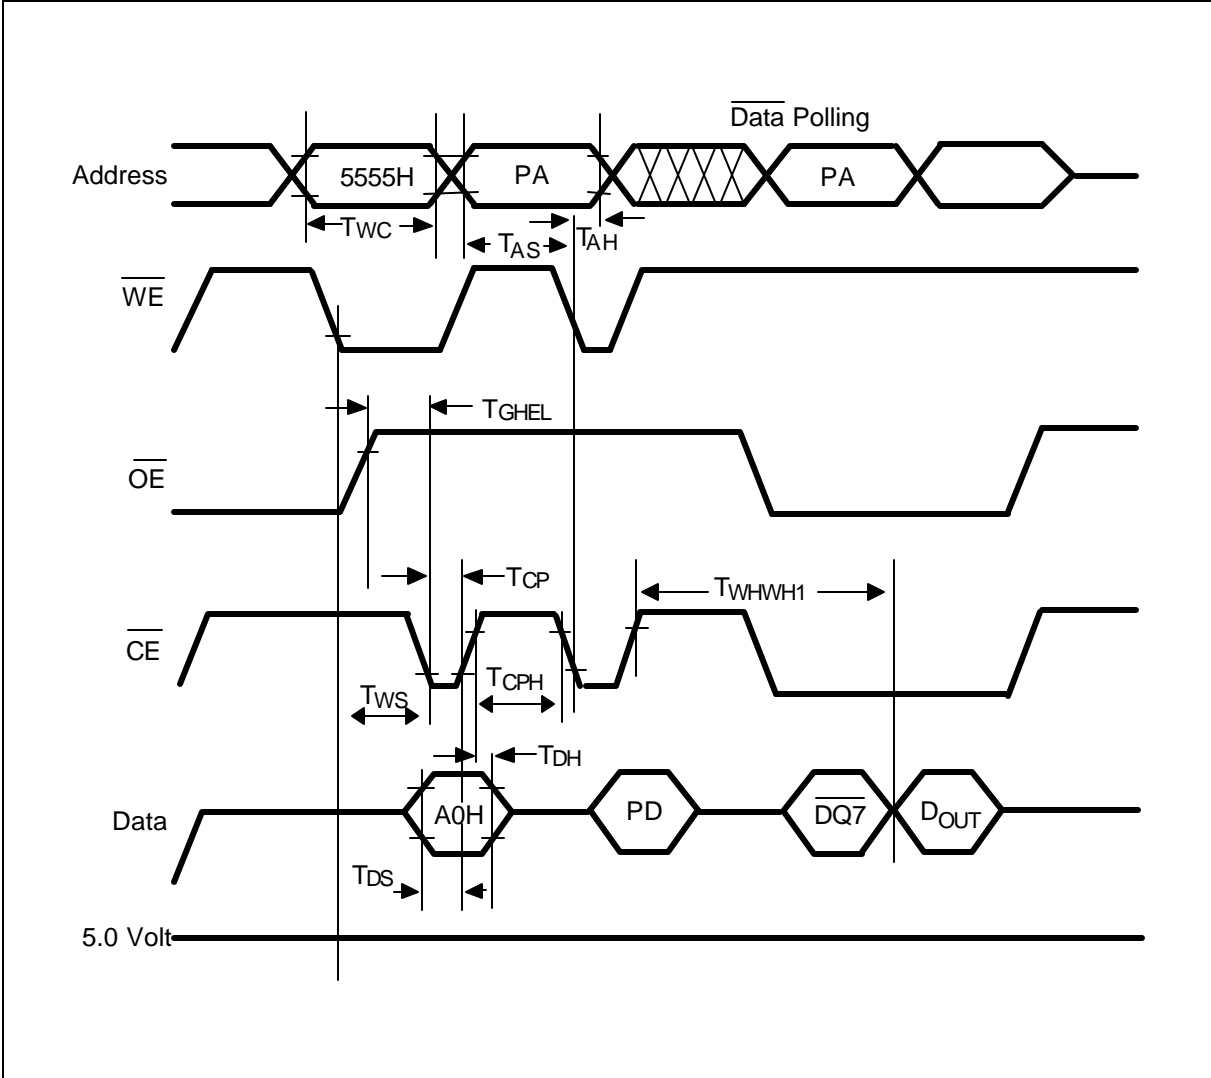 Data Polling
Address
5555H
PA
PA
TWC
TAS
TAH
WE
TGHEL
OE
TCP
TWHWH1
CE
TWS
TCPH
TDH
Data
A0H
PD
DQ7
DOUT
TDS
5.0 Volt